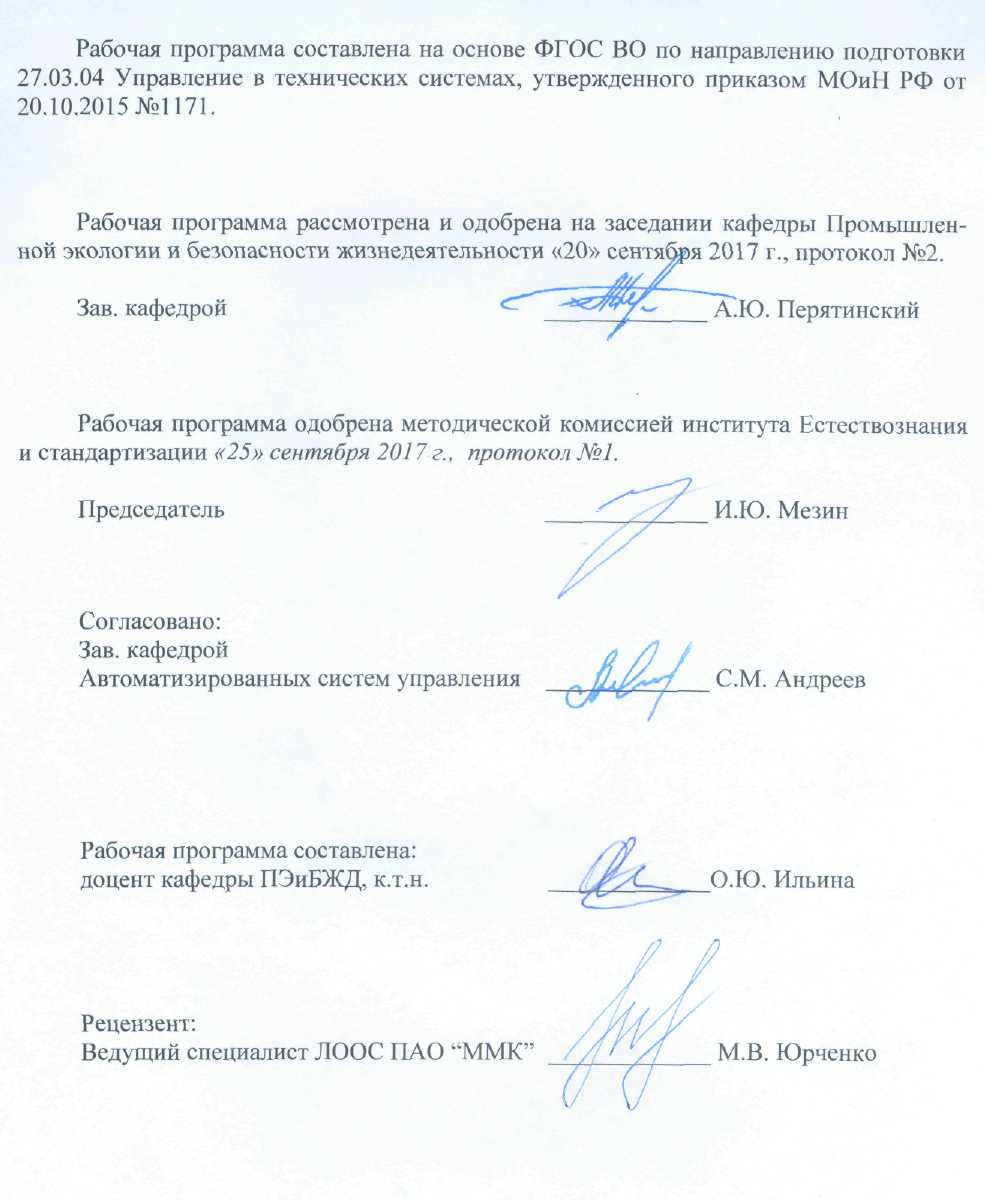 Рабочая программа составлена на основе ФГОС ВО по направлению подготовки
27.03.04 Управление в технических системах, утвержденного приказом МОиН РФ от
20.10.2015 №1171.
Рабочая программа рассмотрена и одобрена на заседании кафедры Промышлен-
ной экологии и безопасности жизнедеятельности «20» сентября 2017 г., протокол №2.
Зав. кафедрой А.Ю. Перятинский
Рабочая программа одобрена методической комиссией института Естествознания
и стандартизации «25» сентября 2017 г., протокол №1.
Председатель И.Ю. Мезин
Согласовано:
Зав. кафедрой
Автоматизированных систем управления С.М. Андреев
Рабочая программа составлена:
доцент кафедры ПЭиБЖД, к.т.н. О.Ю. Ильина
Рецензент:
Ведущий специалист ЛООС ПАО “ММК” М.В. Юрченко